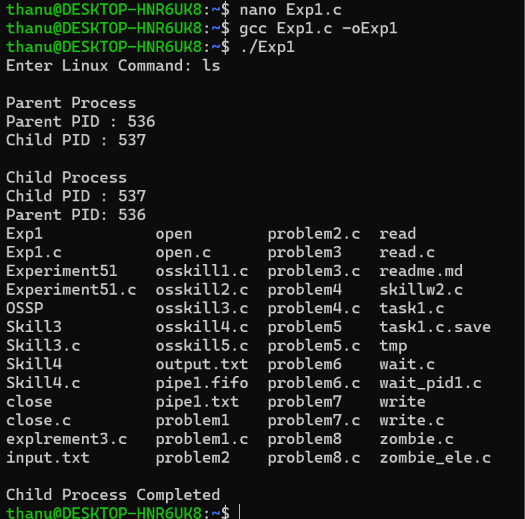 thanu@DESKTOP-HNR6UK8:~$ nano Exp1.c
thanu@DESKTOP-HNR6UK8:~$ gcc Exp1.c -oExp1
thanu@DESKTOP-HNR6UK8:~$ ./Exp1
Enter Linux Command: ls

Parent Process
Parent PID : 536
Child PID : 537

Child Process
Child PID : 537
Parent PID: 536
Exp1 open problem2.c read
Exp1.c open.c problem3 read.c
Experiment51 osskill1.c problem3.c readme.md
Experiment51.c osskill2.c problem4 skillw2.c
OSSP osskill3.c problem4.c task1.c
Skill3 osskill4.c problem5 task1.c.save
Skill3.c osskill5.c problem5.c tmp
Skill4 output.txt problem6 wait.c
Skill4.c pipe1.fifo problem6.c wait_pid1.c
close pipe1.txt problem7 write
close.c problem1 problem7.c write.c
explrement3.c problem1.c problem8 zombie.c
input.txt problem2 problem8.c zombie_ele.c

Child Process Completed
thanu@DESKTOP-HNR6UK8:~$